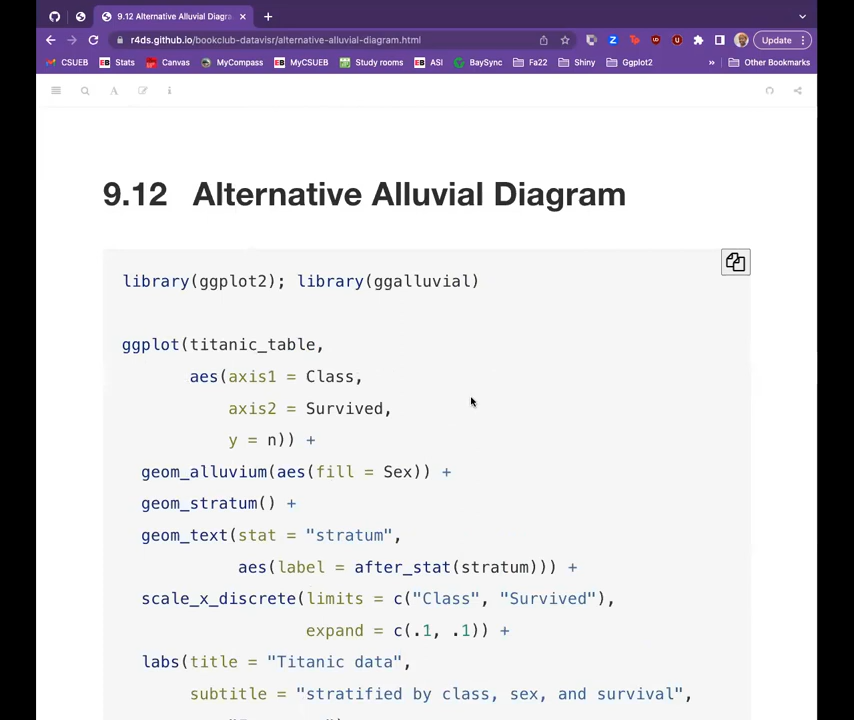 9.12 Alternative Alluvial Diagra
r4ds.github.io/bookclub-datavisr/alternative-alluvial-diagram.html
Update
CSUEB Stats Canvas MyCompass MyCSUEB Study rooms ASI BaySync Fa22 Shiny Ggplot2 » Other Bookmarks
9.12 Alternative Alluvial Diagram
library(ggplot2); library(ggalluvial)
ggplot(titanic_table,
aes(axis1 = Class,
axis2 = Survived,
y = n)) +
geom_alluvium(aes(fill = Sex)) +
geom_stratum() +
geom_text(stat = "stratum",
aes(label = after_stat(stratum))) +
scale_x_discrete(limits = c("Class", "Survived"),
expand = c(.1, .1)) +
labs(title = "Titanic data",
subtitle = "stratified by class, sex, and survival",